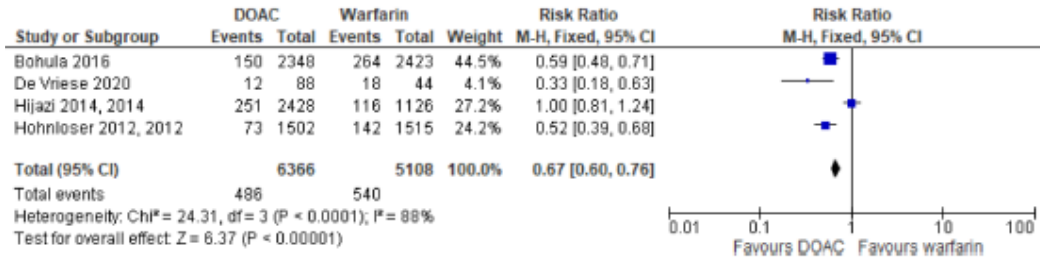 DOAC Warfarin Risk Ratio Risk Ratio
Study or Subgroup Events Total Events Total Weight M-H, Fixed, 95% CI M-H, Fixed, 95% CI
Bohula 2016 150 2348 264 2423 44.5% 0.59 [0.48, 0.71]
De Vriese 2020 12 88 18 44 4.1% 0.33 [0.18, 0.63]
Hijazi 2014, 2014 251 2428 116 1126 27.2% 1.00 [0.81, 1.24]
Hohnloser 2012, 2012 73 1502 142 1515 24.2% 0.52 [0.39, 0.68]
Total (95% CI) 6366 5108 100.0% 0.67 [0.60, 0.76]
Total events 486 540
Heterogeneity: Chi² = 24.31, df = 3 (P < 0.0001); I² = 88%
Test for overall effect: Z = 6.37 (P < 0.00001)
0.01 0.1 1 10 100
Favours DOAC Favours warfarin